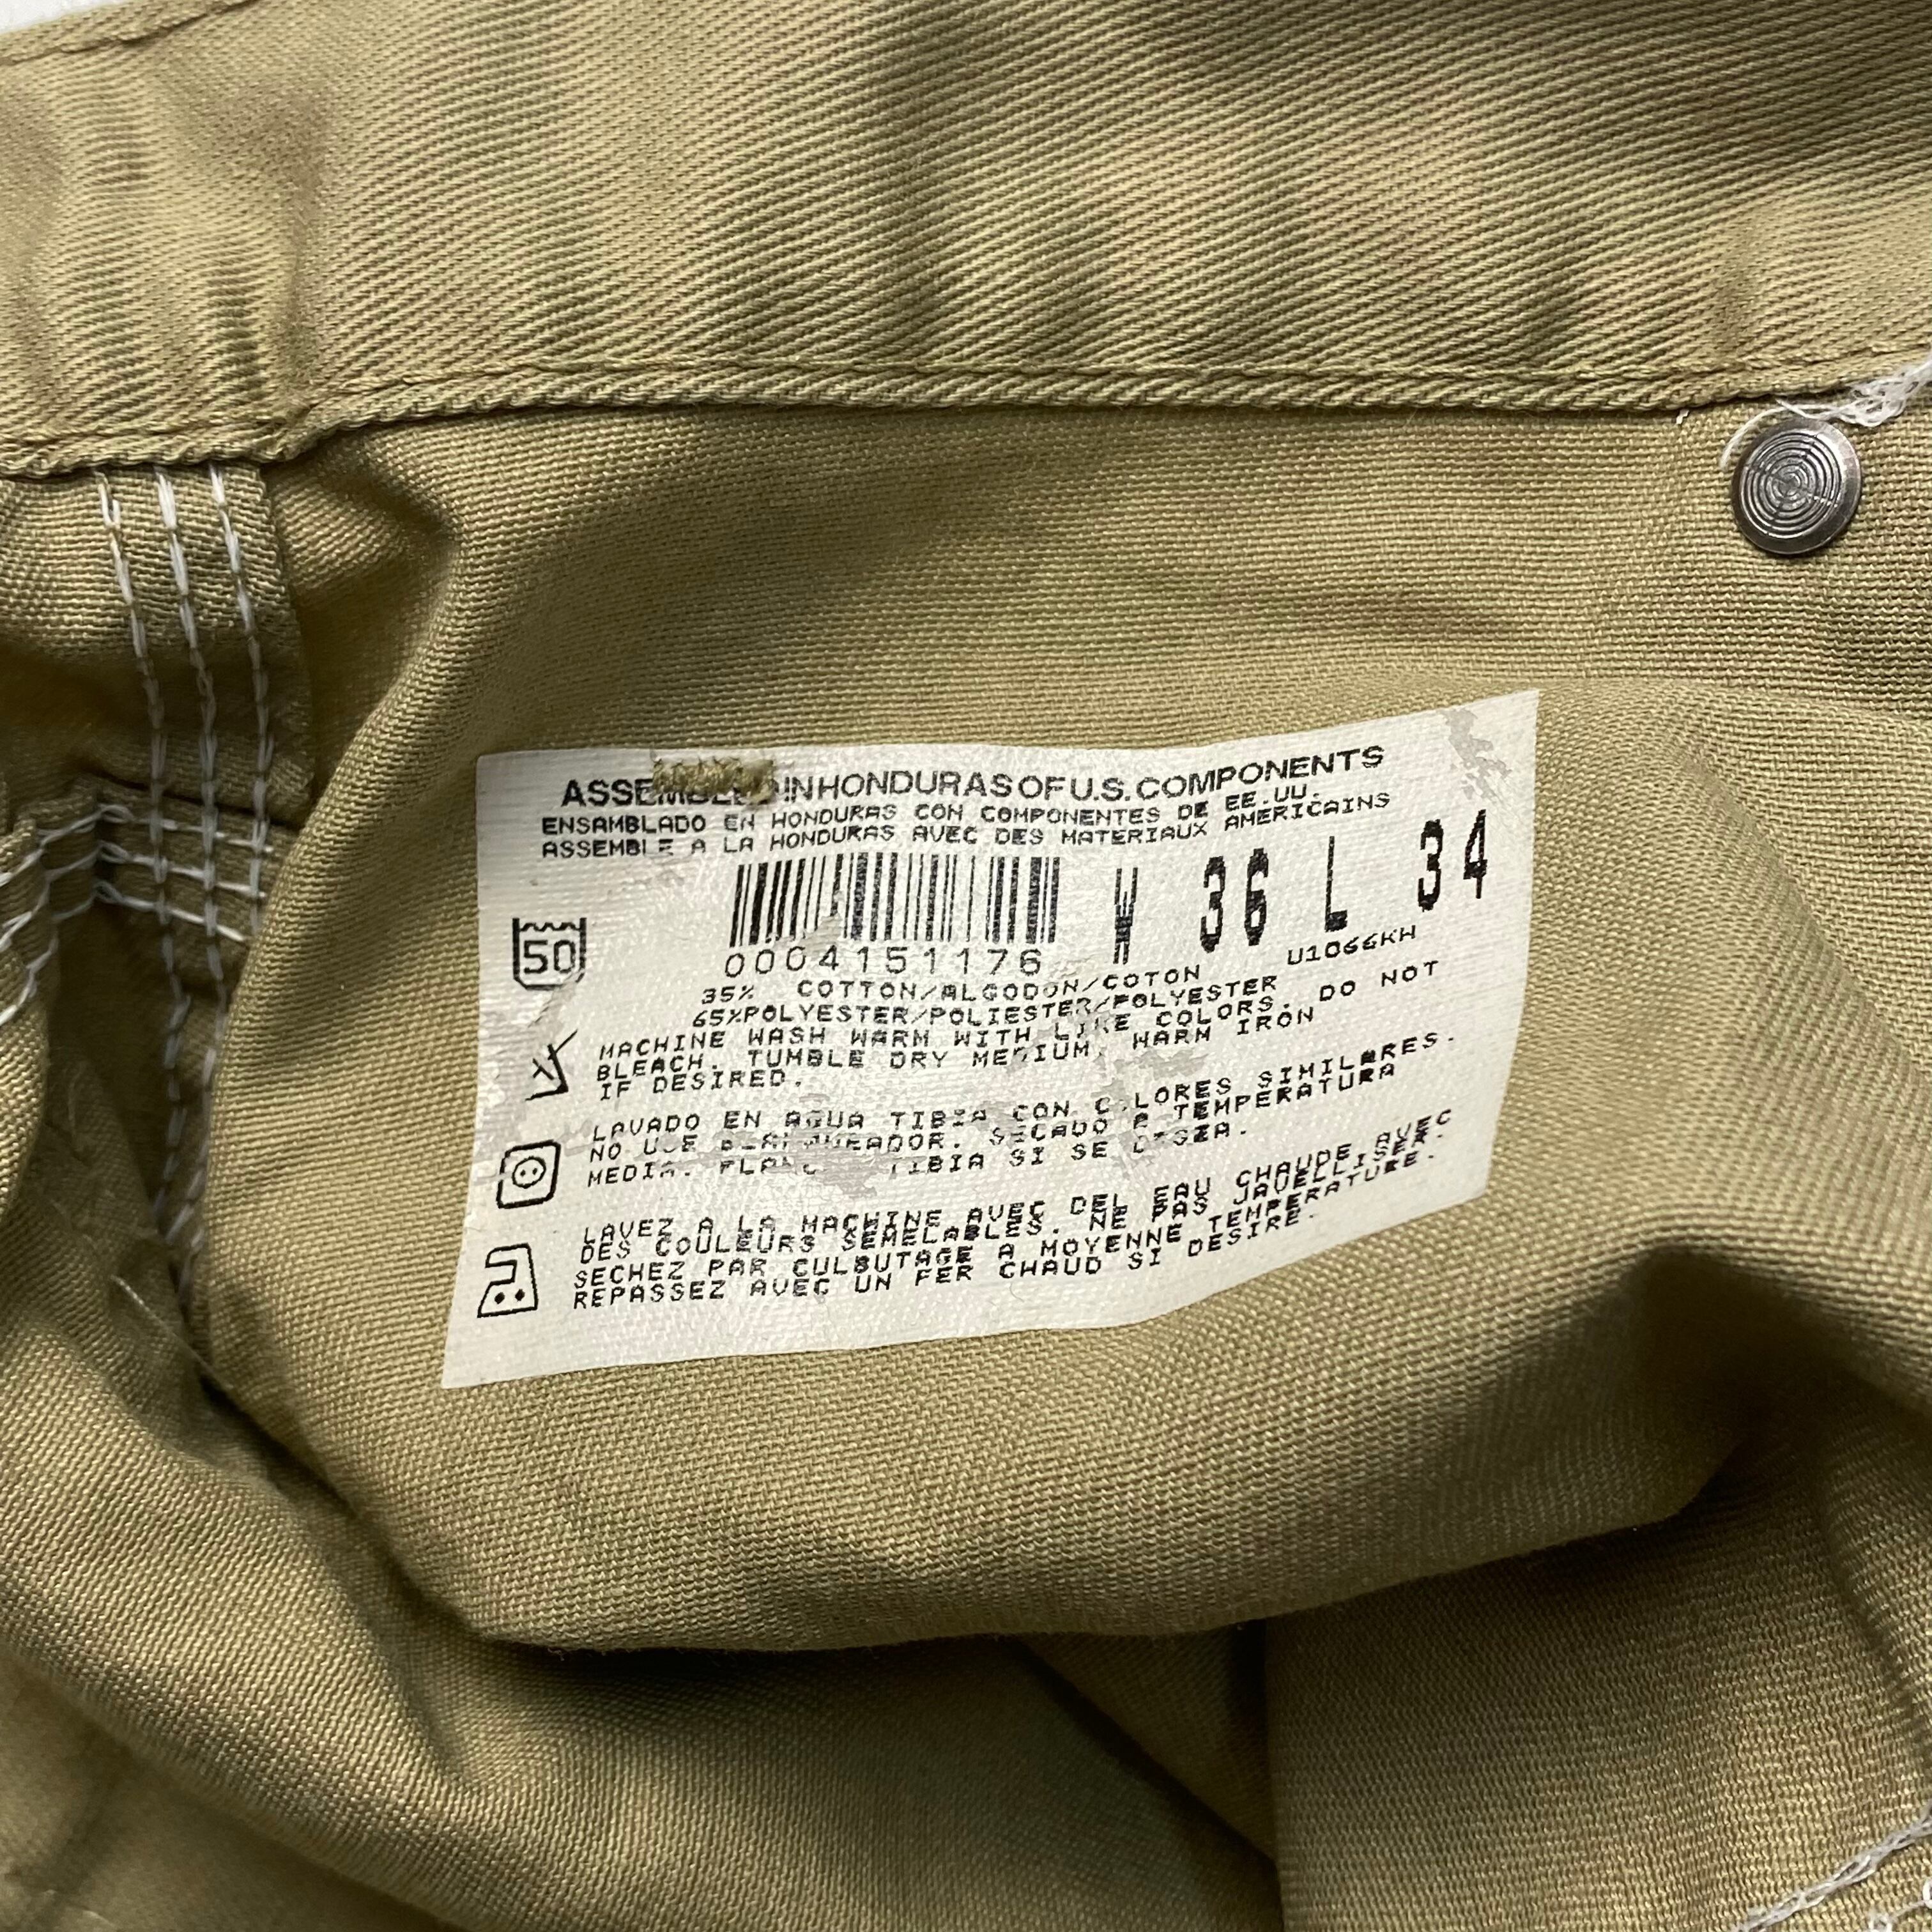 ASSEMBLED IN HONDURAS OF U.S. COMPONENTS
ENSAMBLADO EN HONDURAS CON COMPONENTES DE EE.UU.
ASSEMBLE A LA HONDURAS AVEC DES MATERIAUX AMERICAINS
W 36 L 34
50
0004151176
U1066KH
35% COTTON/ALGODON/COTON
65%POLYESTER/POLIESTER/POLYESTER
MACHINE WASH WARM WITH LIKE COLORS. DO NOT
BLEACH. TUMBLE DRY MEDIUM, WARM IRON
IF DESIRED.
LAVADO EN AGUA TIBIA CON COLORES SIMILARES.
NO USE BLANQUEADOR. SECADO A TEMPERATURA
MEDIA. TIBIA SI SE DESEA.
LAVEZ A LA MACHINE AVEC DEL EAU CHAUDE AVEC
DES COULEURS SEMELABLES. NE PAS JAVELLISER.
SECHEZ PAR CULBUTAGE A MOYENNE TEMPERATURE.
REPASSEZ AVEC UN FER CHAUD SI DESIRE.